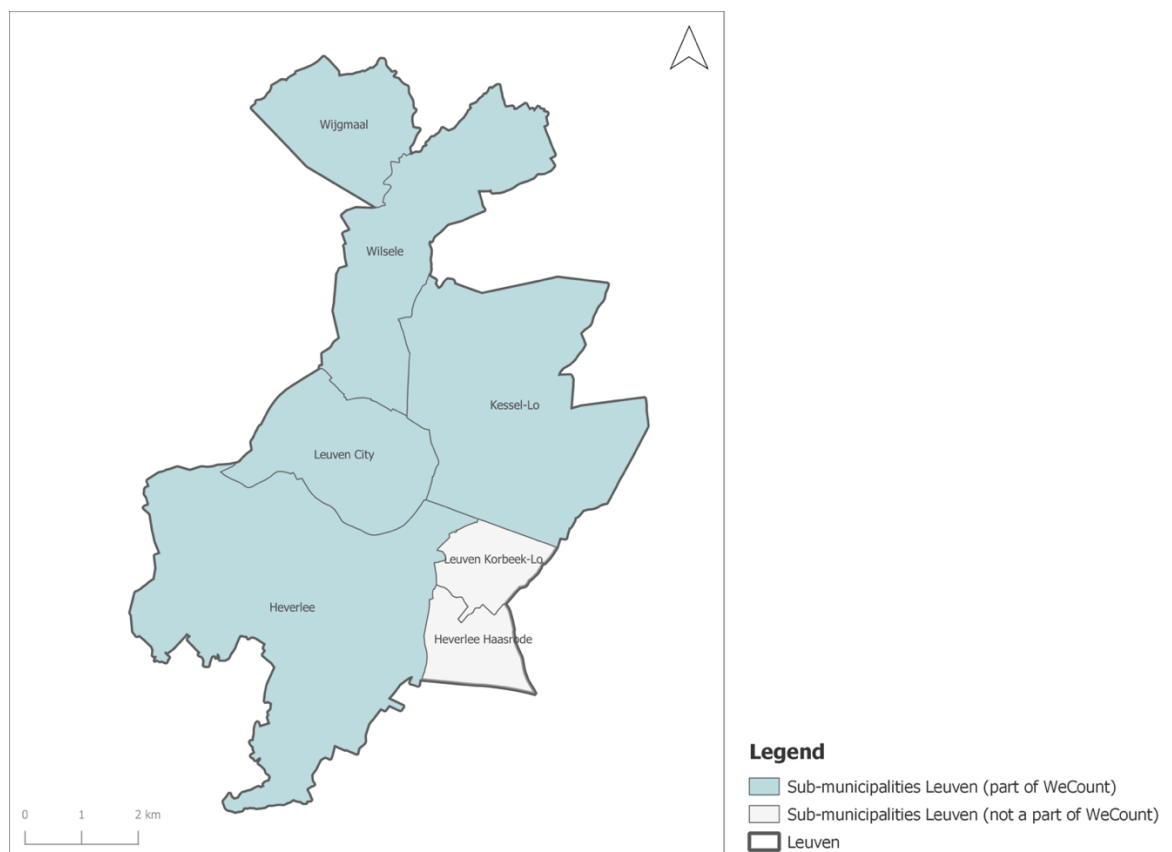 Wijgmaal
Wilsele
Kessel-Lo
Leuven City
Leuven Korbeek-Lo
Heverlee
Heverlee Haasrode
0 1 2 km
Legend
Sub-municipalities Leuven (part of WeCount)
Sub-municipalities Leuven (not a part of WeCount)
Leuven